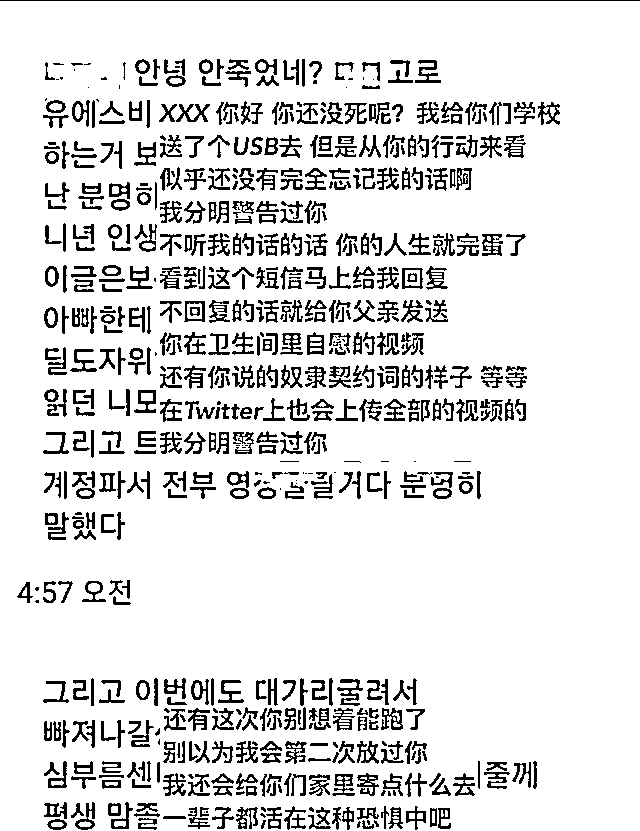 안녕 안죽었네? 고로
유에스비 XXX 你好 你还没死呢？我给你们学校
하는거 보 送了个USB去 但是从你的行动来看
似乎还没有完全忘记我的话啊
난 분명히 我分明警告过你
니년 인생 不听我的话的话 你的人生就完蛋了
이글은보 看到这个短信马上给我回复
아빠한테 不回复的话就给你父亲发送
你在卫生间里自慰的视频
딜도자위 还有你说的奴隶契约词的样子 等等
읽던 니모 在Twitter上也会上传全部的视频的
그리고 트 我分明警告过你
계정파서 전부 영상 거다 분명히
말했다
4:57 오전
그리고 이번에도 대가리굴려서
빠져나갈 还有这次你别想着能跑了
别以为我会第二次放过你
심부름센 我还会给你们家里寄点什么去 줄께
평생 맘졸 一辈子都活在这种恐惧中吧